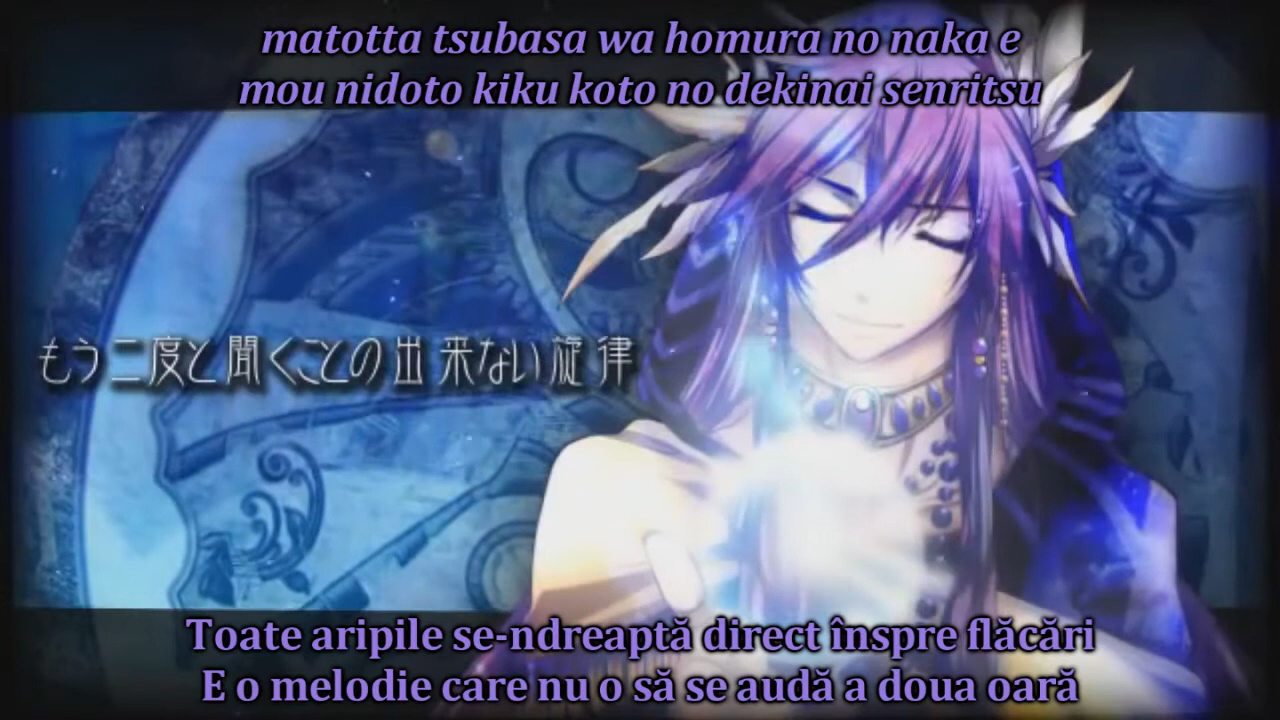 matotta tsubasa wa homura no naka e
mou nidoto kiku koto no dekinai senritsu
もう二度と聞くことの出来ない旋律
Toate aripile se-ndreaptă direct înspre flăcări
E o melodie care nu o să se audă a doua oară